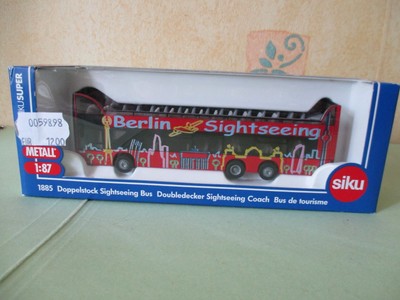 SIKU SUPER
0059898
1200
METALL
1:87
Berlin Sightseeing
siku
1885 Doppelstock Sightseeing Bus Doubledecker Sightseeing Coach Bus de tourisme